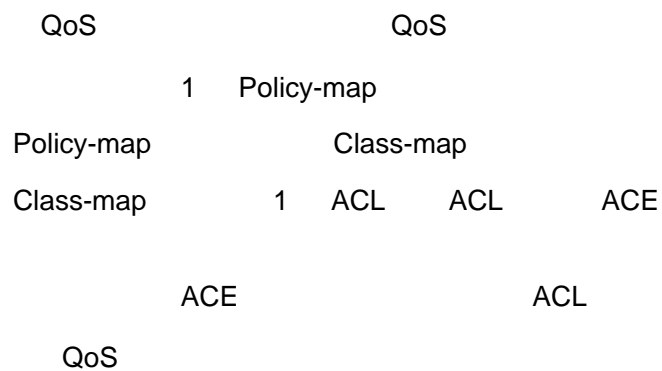 QoS QoS
1 Policy-map
Policy-map Class-map
Class-map 1 ACL ACL ACE
ACE ACL
QoS